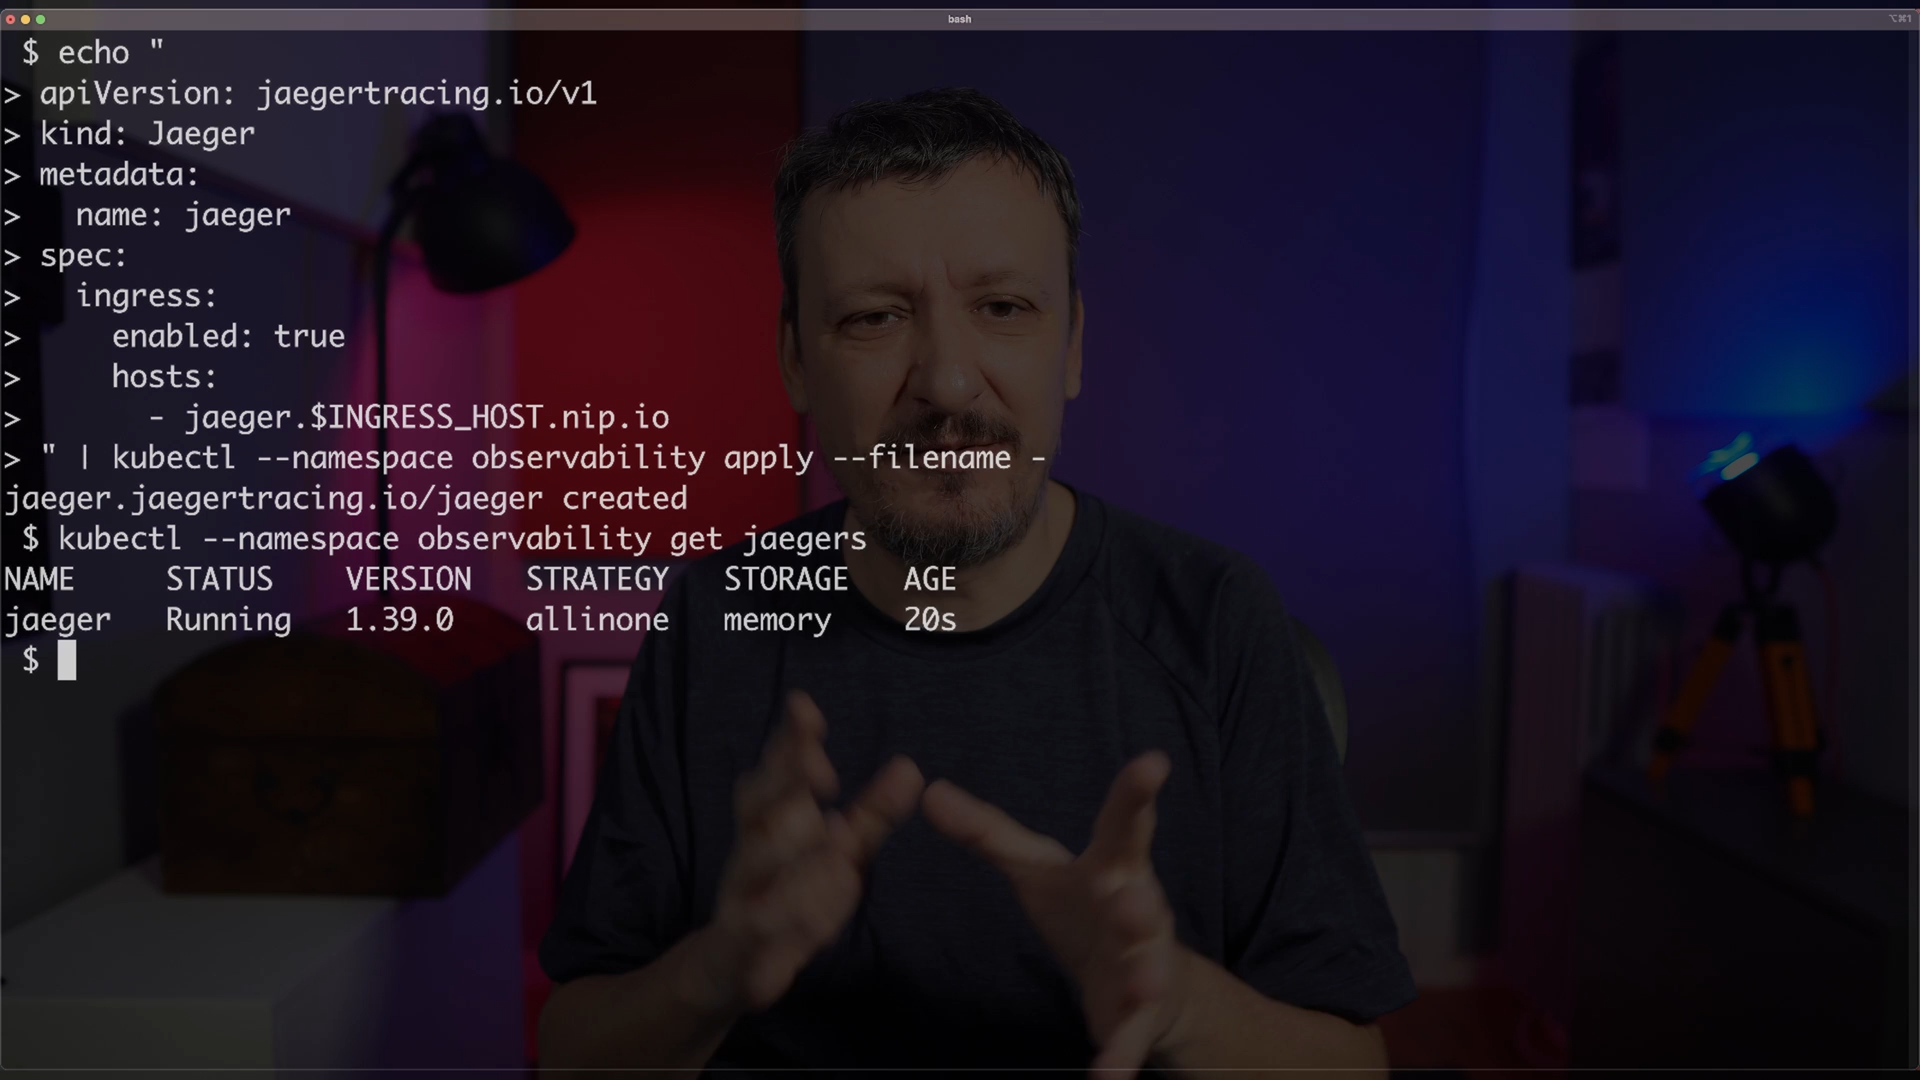 bash
⌥⌘1
$ echo "
> apiVersion: jaegertracing.io/v1
> kind: Jaeger
> metadata:
>   name: jaeger
> spec:
>   ingress:
>     enabled: true
>     hosts:
>       - jaeger.$INGRESS_HOST.nip.io
> " | kubectl --namespace observability apply --filename -
jaeger.jaegertracing.io/jaeger created
$ kubectl --namespace observability get jaegers
NAME     STATUS    VERSION   STRATEGY   STORAGE   AGE
jaeger   Running   1.39.0    allinone   memory    20s
$